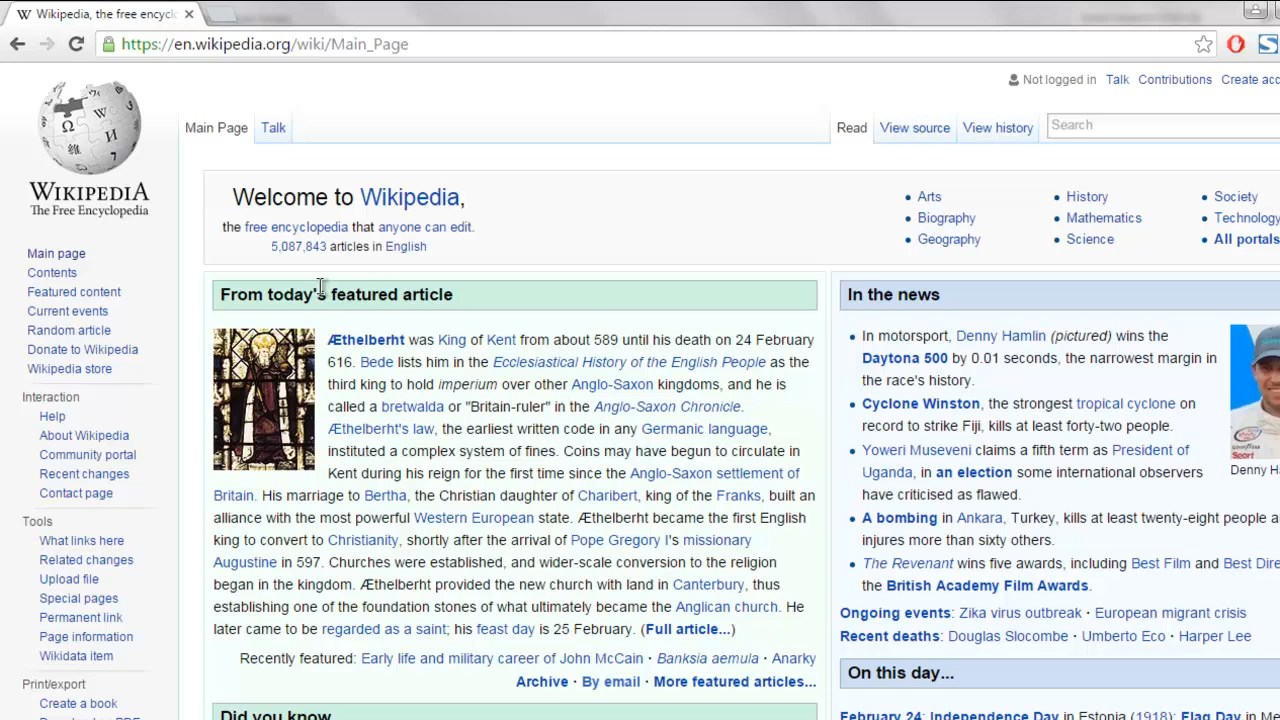 Wikipedia, the free encycl
https://en.wikipedia.org/wiki/Main_Page
Not logged in Talk Contributions Create acc
Main Page Talk Read View source View history Search
WIKIPEDIA
The Free Encyclopedia
Main page
Contents
Featured content
Current events
Random article
Donate to Wikipedia
Wikipedia store
Interaction
Help
About Wikipedia
Community portal
Recent changes
Contact page
Tools
What links here
Related changes
Upload file
Special pages
Permanent link
Page information
Wikidata item
Print/export
Create a book
Welcome to Wikipedia,
the free encyclopedia that anyone can edit.
5,087,843 articles in English
• Arts
• Biography
• Geography
• History
• Mathematics
• Science
• Society
• Technology
• All portals
From today's featured article
Æthelberht was King of Kent from about 589 until his death on 24 February
616. Bede lists him in the Ecclesiastical History of the English People as the
third king to hold imperium over other Anglo-Saxon kingdoms, and he is
called a bretwalda or "Britain-ruler" in the Anglo-Saxon Chronicle.
Æthelberht's law, the earliest written code in any Germanic language,
instituted a complex system of fines. Coins may have begun to circulate in
Kent during his reign for the first time since the Anglo-Saxon settlement of
Britain. His marriage to Bertha, the Christian daughter of Charibert, king of the Franks, built an
alliance with the most powerful Western European state. Æthelberht became the first English
king to convert to Christianity, shortly after the arrival of Pope Gregory I's missionary
Augustine in 597. Churches were established, and wider-scale conversion to the religion
began in the kingdom. Æthelberht provided the new church with land in Canterbury, thus
establishing one of the foundation stones of what ultimately became the Anglican church. He
later came to be regarded as a saint; his feast day is 25 February. (Full article...)
Recently featured: Early life and military career of John McCain · Banksia aemula · Anarky
Archive · By email · More featured articles...
Did you know
In the news
• In motorsport, Denny Hamlin (pictured) wins the
Daytona 500 by 0.01 seconds, the narrowest margin in
the race's history.
• Cyclone Winston, the strongest tropical cyclone on
record to strike Fiji, kills at least forty-two people.
• Yoweri Museveni claims a fifth term as President of
Uganda, in an election some international observers
have criticised as flawed.
• A bombing in Ankara, Turkey, kills at least twenty-eight people a
injures more than sixty others.
• The Revenant wins five awards, including Best Film and Best Dire
the British Academy Film Awards.
Denny Ha
Ongoing events: Zika virus outbreak · European migrant crisis
Recent deaths: Douglas Slocombe · Umberto Eco · Harper Lee
On this day...
February 24: Independence Day in Estonia (1918); Flag Day in Me